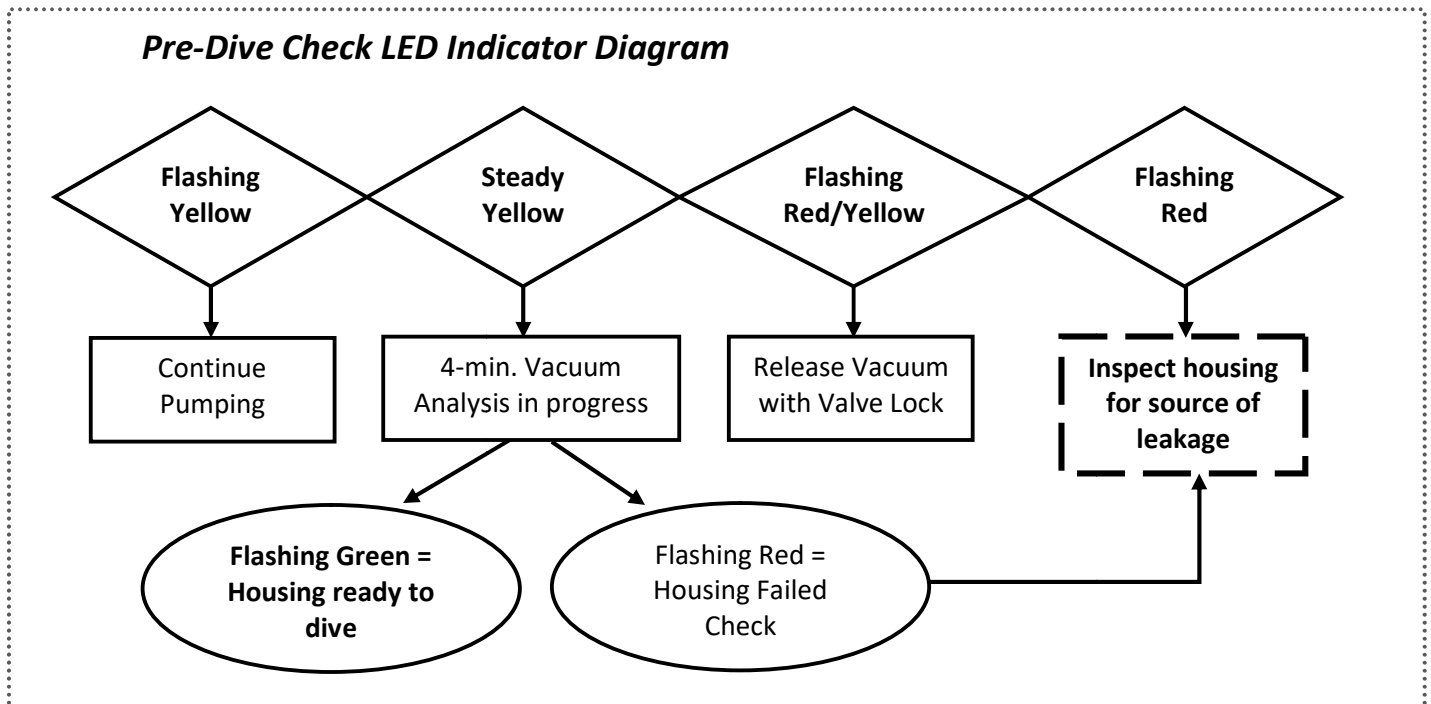 Pre-Dive Check LED Indicator Diagram
Flashing
Yellow
Steady
Yellow
Flashing
Red/Yellow
Flashing
Red
Continue
Pumping
4-min. Vacuum
Analysis in progress
Release Vacuum
with Valve Lock
Inspect housing
for source of
leakage
Flashing Green =
Housing ready to
dive
Flashing Red =
Housing Failed
Check